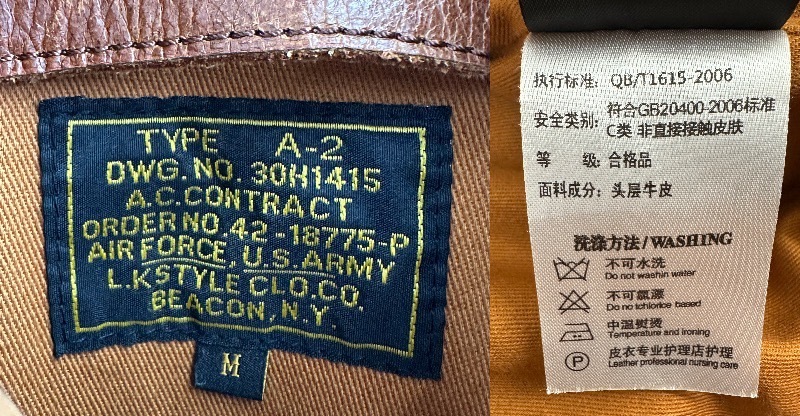 TYPE A-2
DWG. NO. 30H1415
A.C.CONTRACT
ORDER NO. 42-18775-P
AIR FORCE, U.S. ARMY
L.K STYLE CLO.CO.
BEACON, N.Y.
M
执行标准: QB/T1615-2006
安全类别: 符合GB20400-2006标准
C类 非直接接触皮肤
等 级: 合格品
面料成分: 头层牛皮
洗涤方法/WASHING
不可水洗
Do not washin water
不可氯漂
Do no tchlorice based
中温熨烫
Temperature and ironing
P
皮衣专业护理店护理
Leather professional nursing care